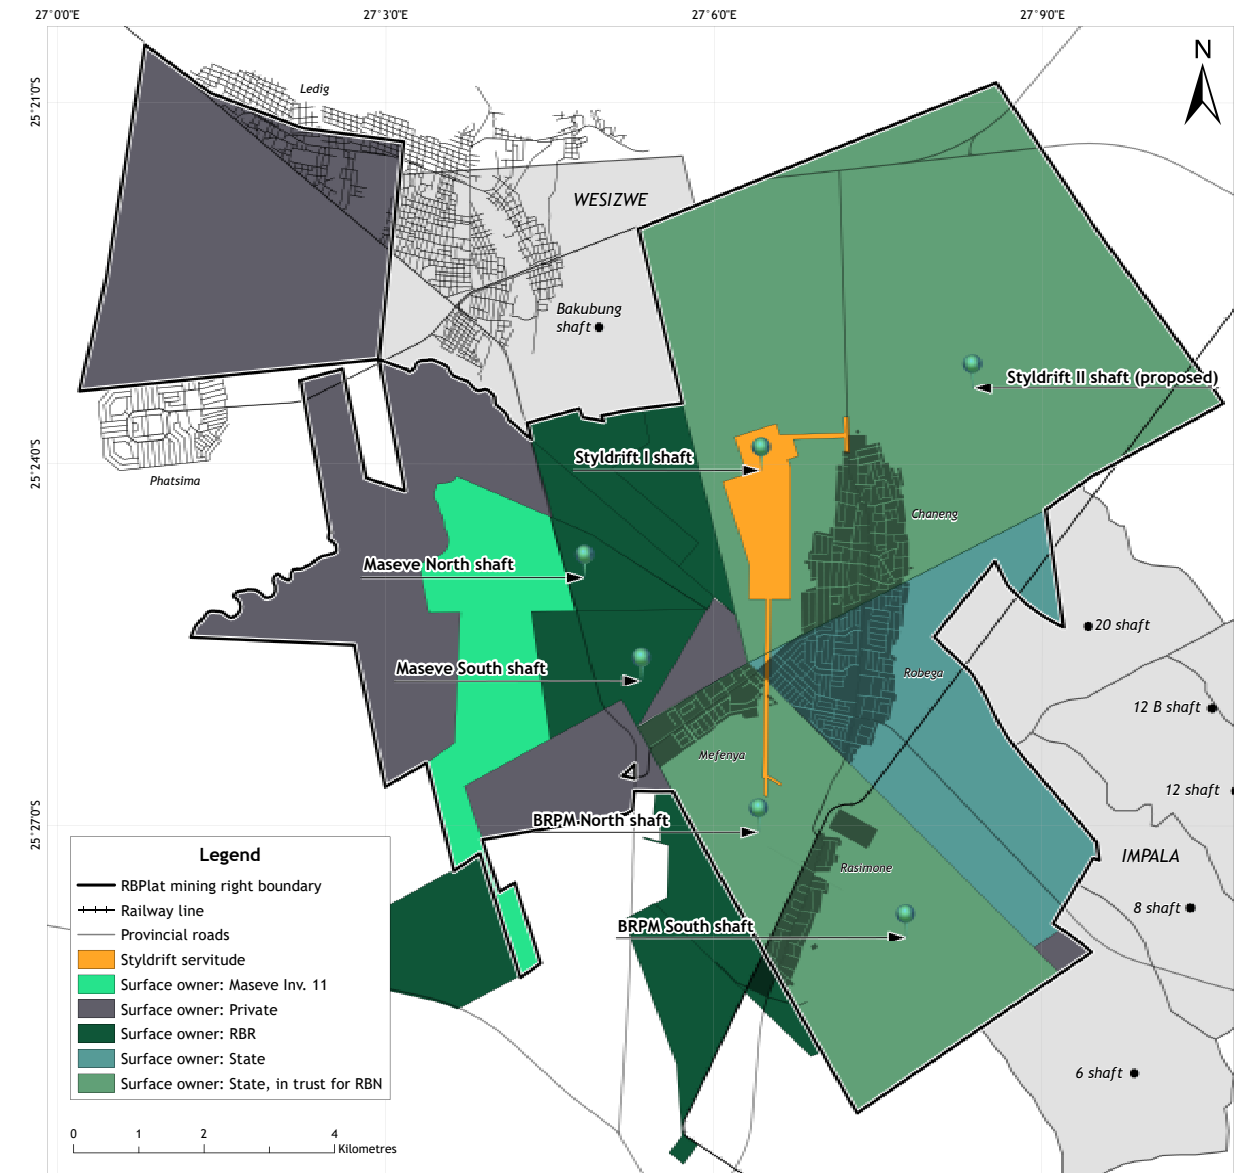 27°0'0"E
27°3'0"E
27°6'0"E
27°9'0"E
N
25°21'0"S
25°24'0"S
25°27'0"S
Ledig
WESIZWE
Bakubung
shaft
Styldrift II shaft (proposed)
Styldrift I shaft
Phatsima
Chaneng
Maseve North shaft
20 shaft
Maseve South shaft
Robega
12 B shaft
Mefenya
12 shaft
BRPM North shaft
IMPALA
Rasimone
8 shaft
BRPM South shaft
6 shaft
Legend
RBPlat mining right boundary
Railway line
Provincial roads
Styldrift servitude
Surface owner: Maseve Inv. 11
Surface owner: Private
Surface owner: RBR
Surface owner: State
Surface owner: State, in trust for RBN
0 1 2 4
Kilometres